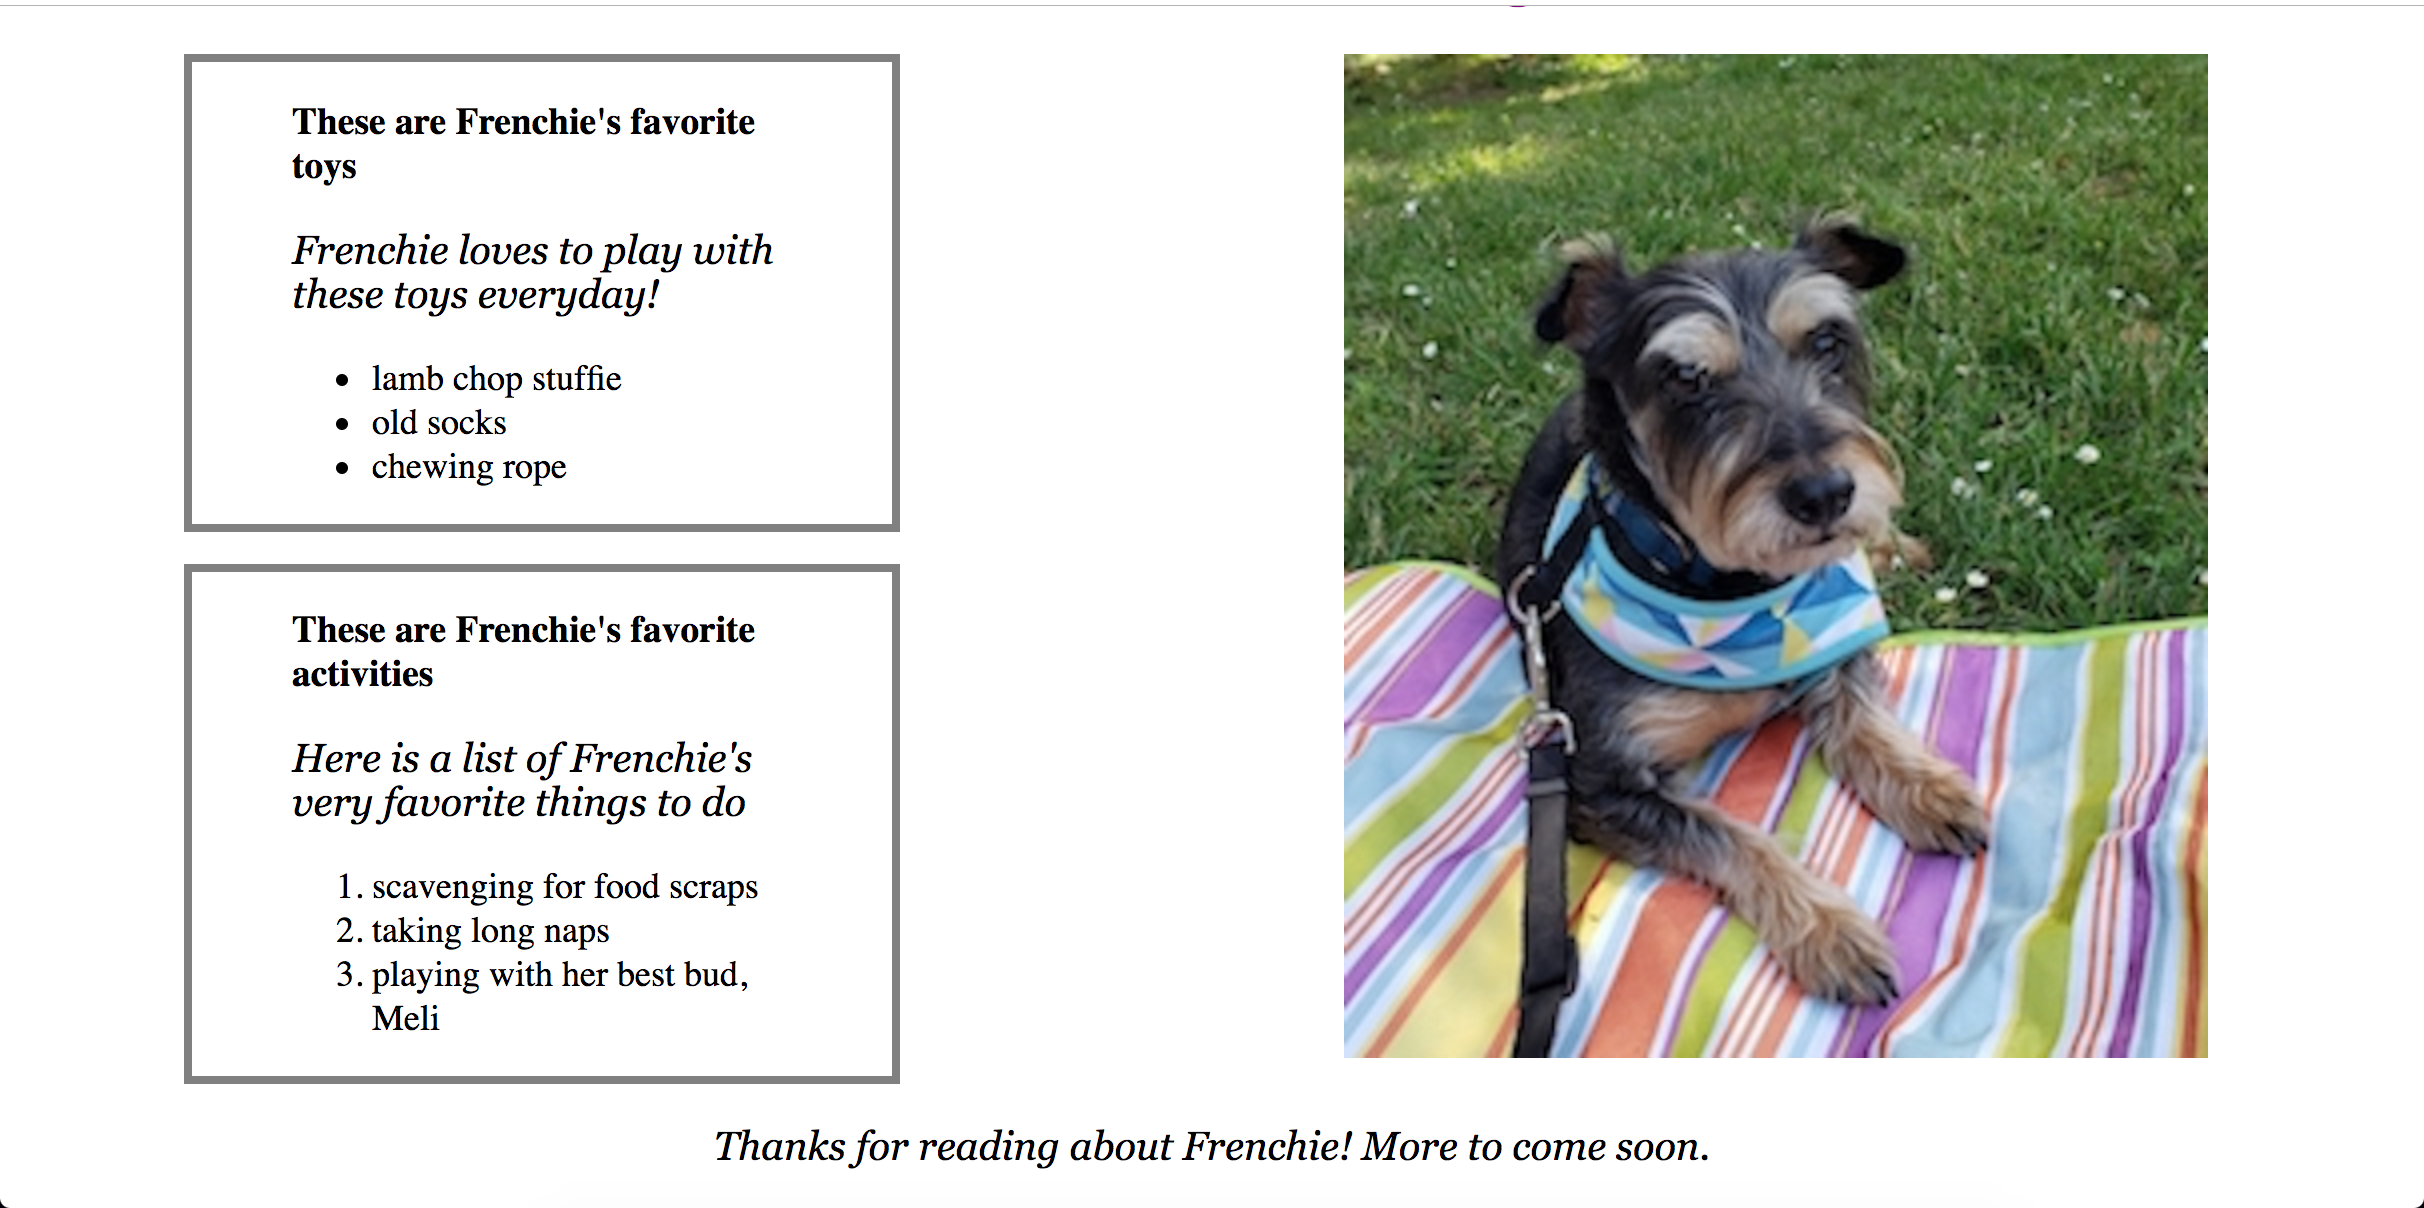 These are Frenchie's favorite
toys
Frenchie loves to play with
these toys everyday!
• lamb chop stuffie
• old socks
• chewing rope
These are Frenchie's favorite
activities
Here is a list of Frenchie's
very favorite things to do
1. scavenging for food scraps
2. taking long naps
3. playing with her best bud,
Meli
Thanks for reading about Frenchie! More to come soon.